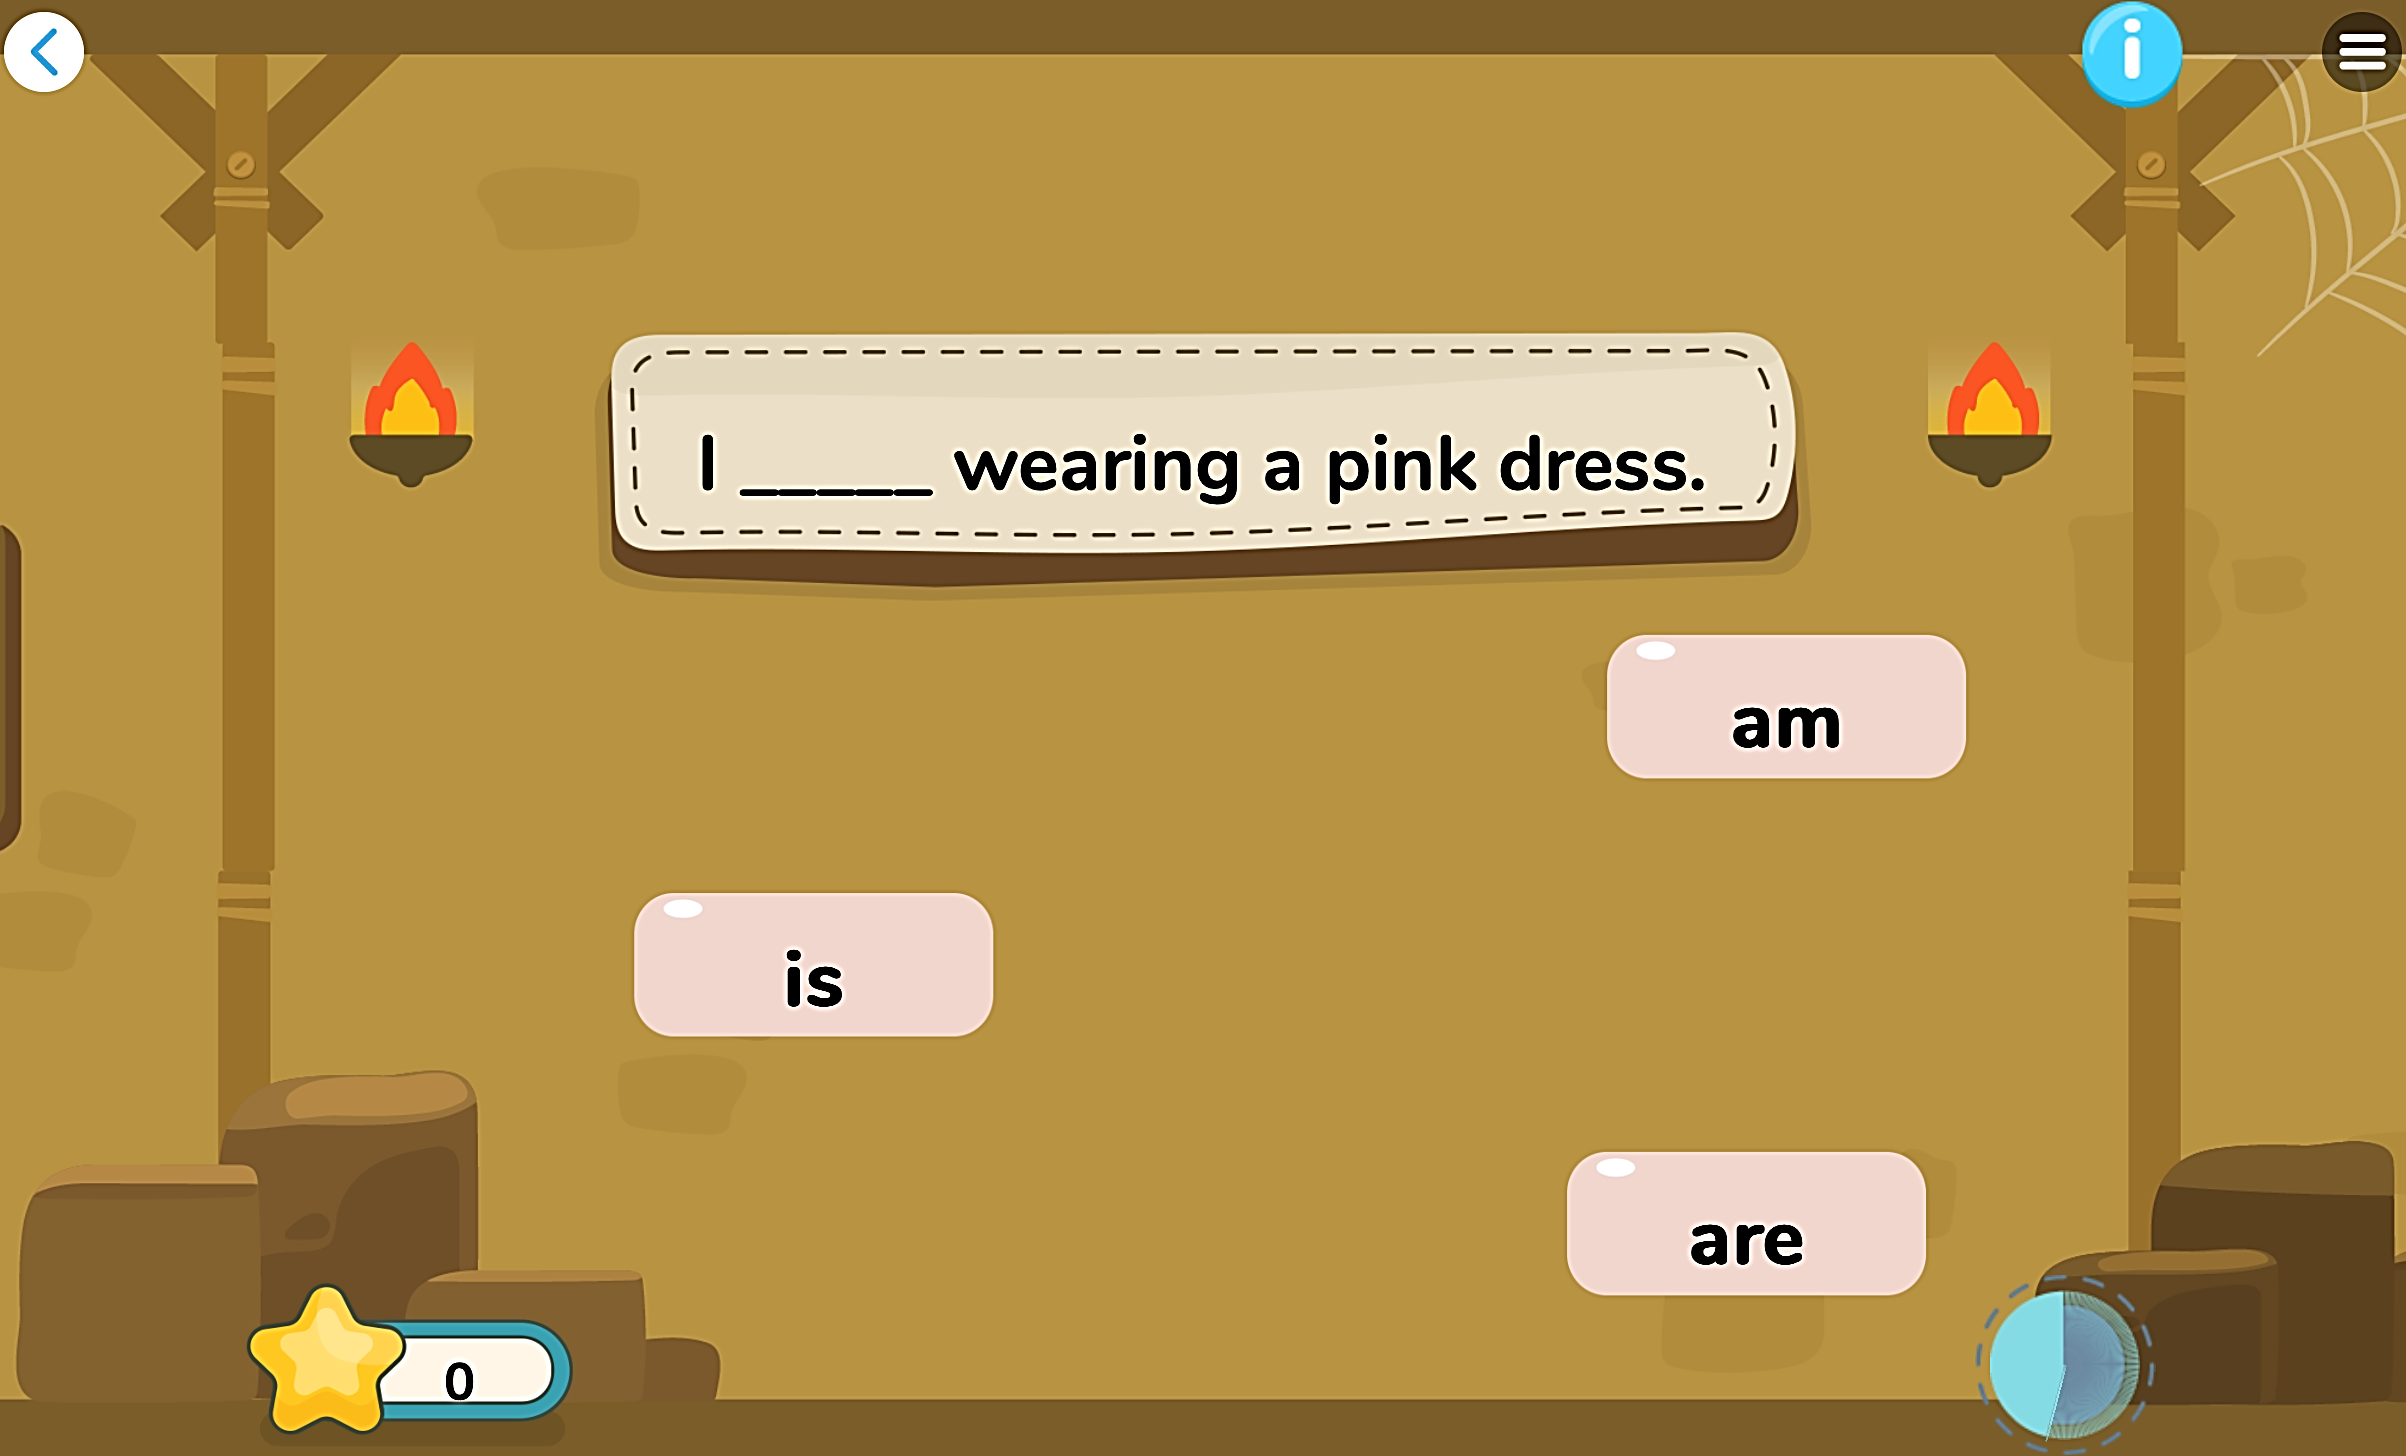 I _____ wearing a pink dress.
am
is
are
0